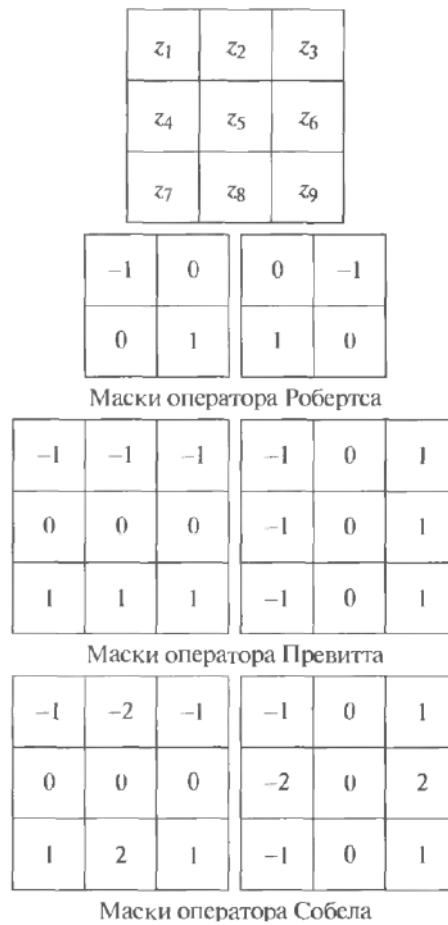 z₁ z₂ z₃
z₄ z₅ z₆
z₇ z₈ z₉
−1 0 0 −1
0 1 1 0
Маски оператора Робертса
−1 −1 −1 −1 0 1
0 0 0 −1 0 1
1 1 1 −1 0 1
Маски оператора Превитта
−1 −2 −1 −1 0 1
0 0 0 −2 0 2
1 2 1 −1 0 1
Маски оператора Собела